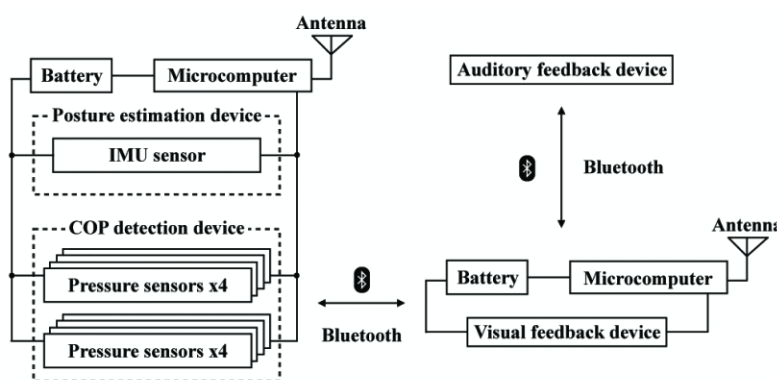 Antenna
Battery
Microcomputer
Posture estimation device
IMU sensor
COP detection device
Pressure sensors x4
Pressure sensors x4
Bluetooth
Auditory feedback device
Bluetooth
Antenna
Battery
Microcomputer
Visual feedback device